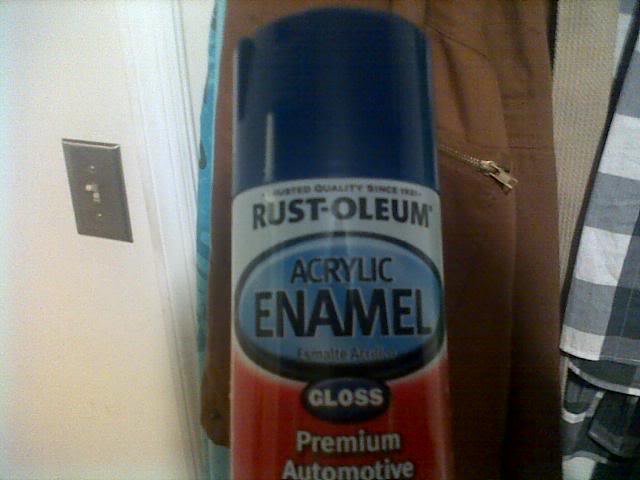 TRUSTED QUALITY SINCE 1921
RUST-OLEUM
ACRYLIC
ENAMEL
Esmalte Acrílico
GLOSS
Premium
Automotive